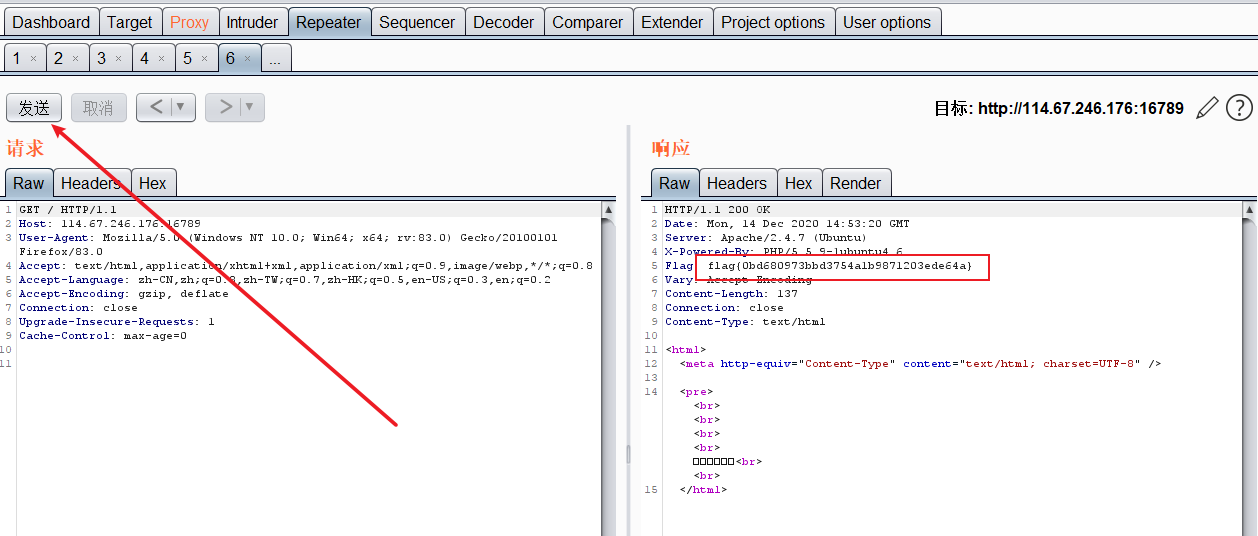 Dashboard Target Proxy Intruder Repeater Sequencer Decoder Comparer Extender Project options User options
1 × 2 × 3 × 4 × 5 × 6 × ...
发送 取消 < ▼ > ▼ 目标: http://114.67.246.176:16789
请求
Raw Headers Hex
1 GET / HTTP/1.1
2 Host: 114.67.246.176:16789
3 User-Agent: Mozilla/5.0 (Windows NT 10.0; Win64; x64; rv:83.0) Gecko/20100101
Firefox/83.0
4 Accept: text/html,application/xhtml+xml,application/xml;q=0.9,image/webp,*/*;q=0.8
5 Accept-Language: zh-CN,zh;q=0.8,zh-TW;q=0.7,zh-HK;q=0.5,en-US;q=0.3,en;q=0.2
6 Accept-Encoding: gzip, deflate
7 Connection: close
8 Upgrade-Insecure-Requests: 1
9 Cache-Control: max-age=0
10
11
响应
Raw Headers Hex Render
1 HTTP/1.1 200 OK
2 Date: Mon, 14 Dec 2020 14:53:20 GMT
3 Server: Apache/2.4.7 (Ubuntu)
4 X-Powered-By: PHP/5.5.9-1ubuntu4.6
5 Flag: flag{0bd680973bbd3754a1b9871203ede64a}
6 Vary: Accept-Encoding
7 Content-Length: 137
8 Connection: close
9 Content-Type: text/html
10
11 <html>
12 <meta http-equiv="Content-Type" content="text/html; charset=UTF-8" />
13
14 <pre>
<br>
<br>
<br>
<br>
□□□□□□<br>
<br>
15 </html>